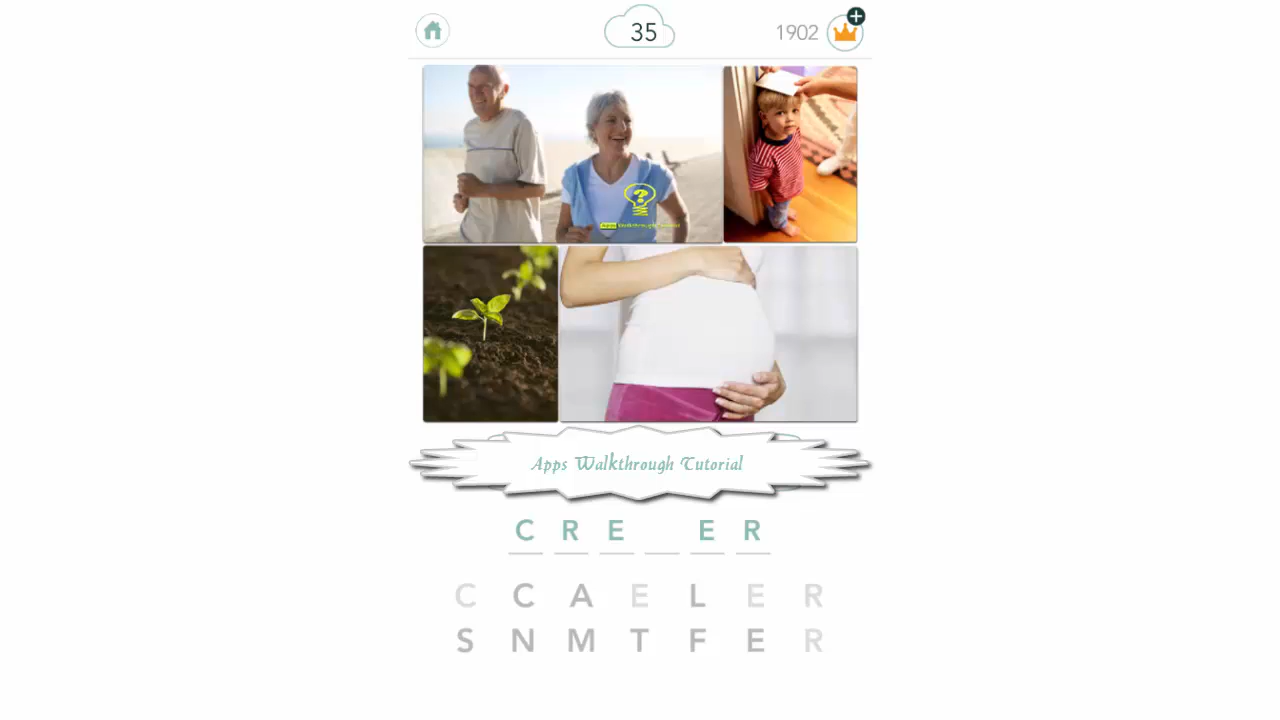 35
1902
Apps Walkthrough Tutorial
C R E E R
C C A E L E R
S N M T F E R